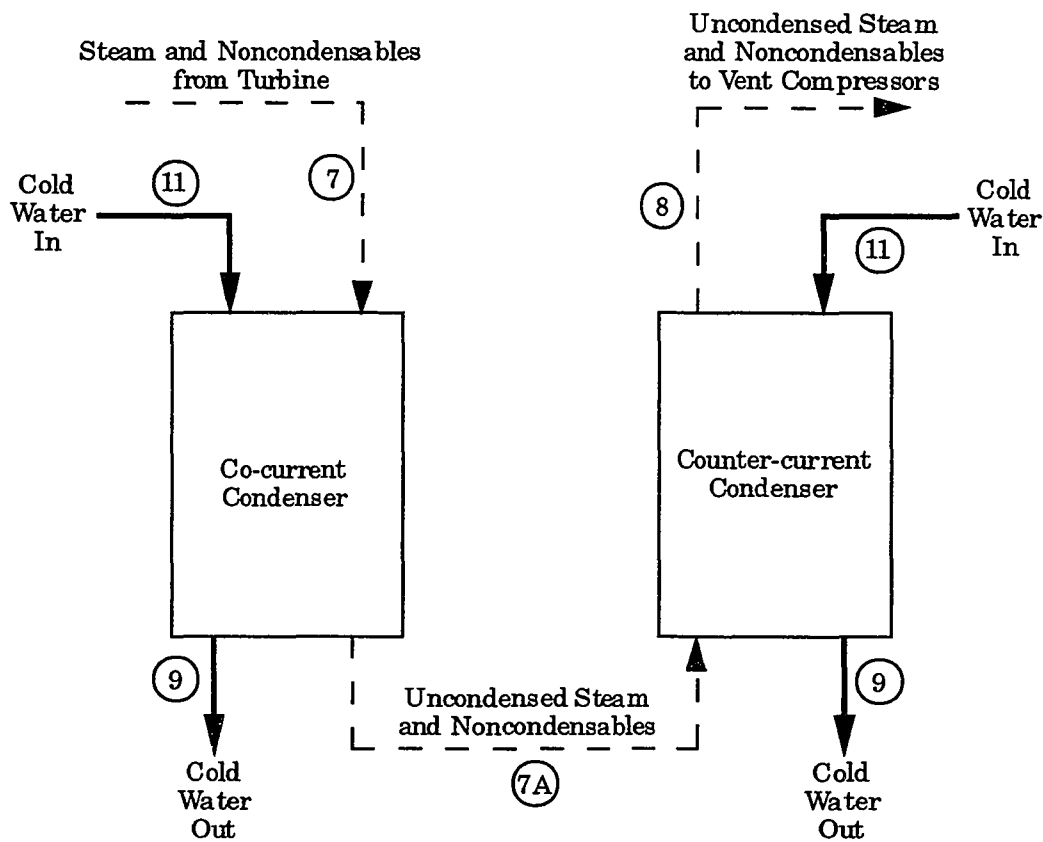 Steam and Noncondensables
from Turbine
Uncondensed Steam
and Noncondensables
to Vent Compressors
7
11
Cold
Water
In
8
11
Cold
Water
In
Co-current
Condenser
Counter-current
Condenser
9
Cold
Water
Out
Uncondensed Steam
and Noncondensables
7A
9
Cold
Water
Out